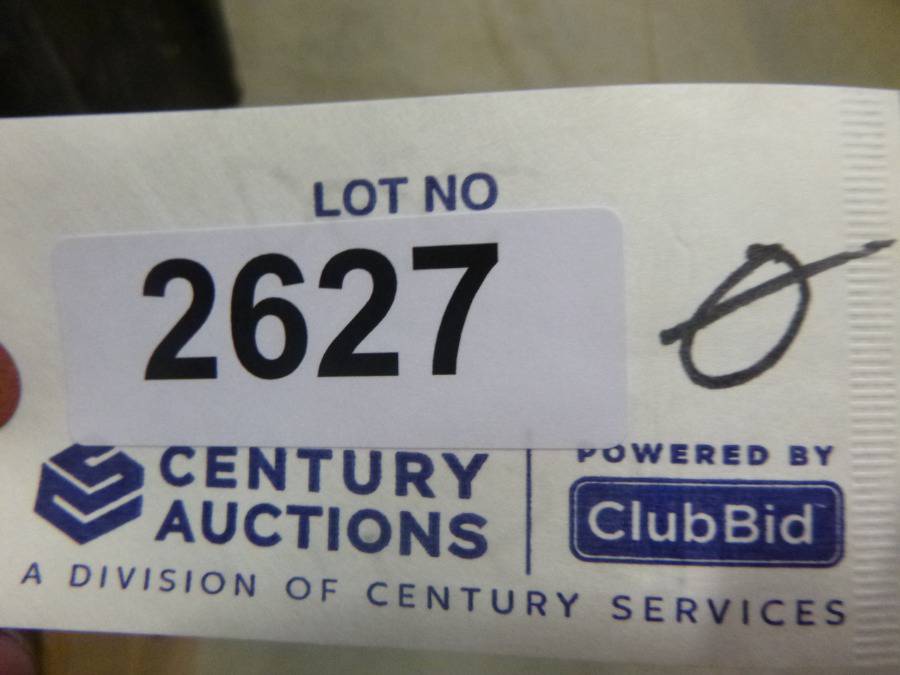 LOT NO
2627
CENTURY
AUCTIONS
POWERED BY
ClubBid
A DIVISION OF CENTURY SERVICES